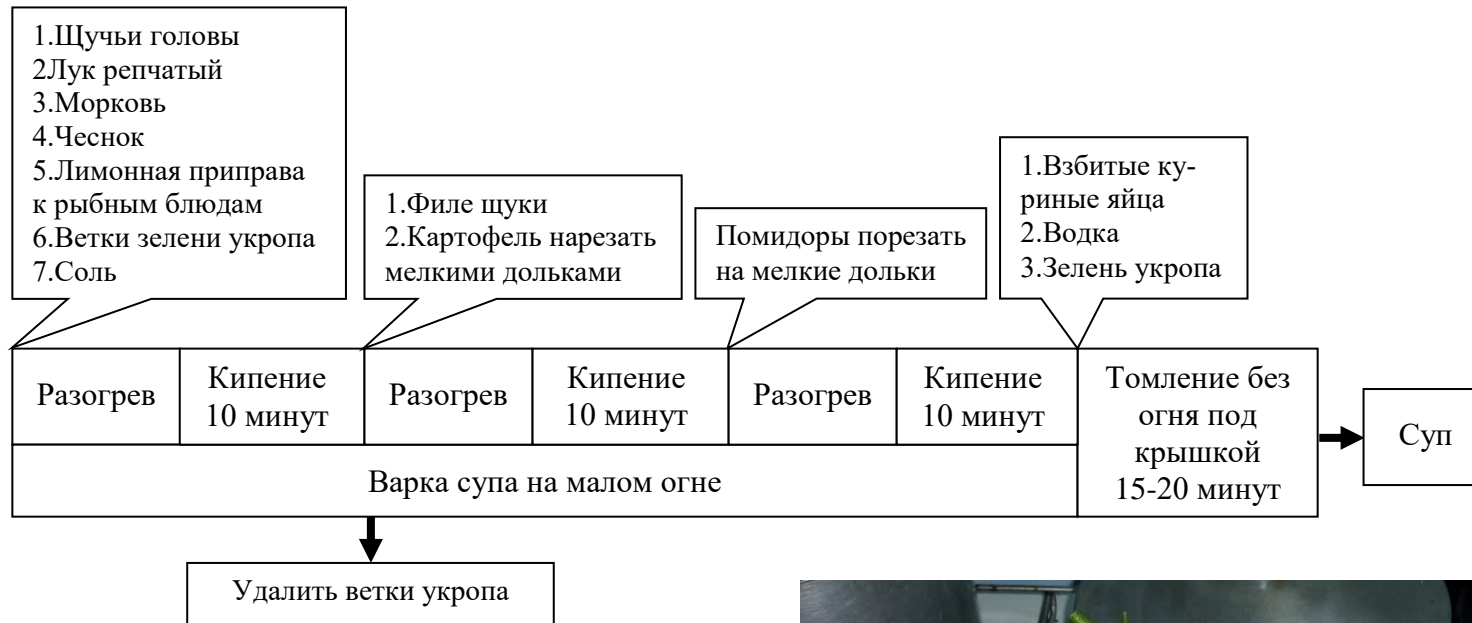 1.Щучьи головы
2Лук репчатый
3.Морковь
4.Чеснок
5.Лимонная приправа
к рыбным блюдам
6.Ветки зелени укропа
7.Соль
1.Филе щуки
2.Картофель нарезать
мелкими дольками
Помидоры порезать
на мелкие дольки
1.Взбитые ку-
риные яйца
2.Водка
3.Зелень укропа
Разогрев
Кипение
10 минут
Разогрев
Кипение
10 минут
Разогрев
Кипение
10 минут
Томление без
огня под
крышкой
15-20 минут
Суп
Варка супа на малом огне
Удалить ветки укропа